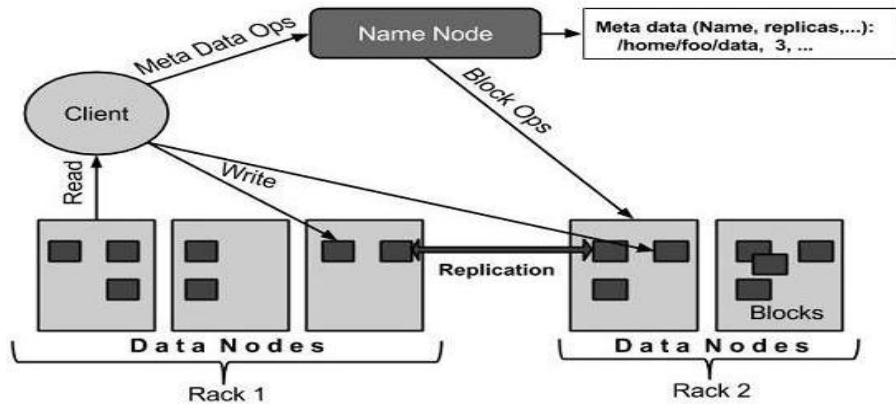 Meta Data Ops
Name Node
Meta data (Name, replicas,...):
/home/foo/data, 3, ...
Client
Block Ops
Read
Write
Replication
Blocks
Data Nodes
Data Nodes
Rack 1
Rack 2